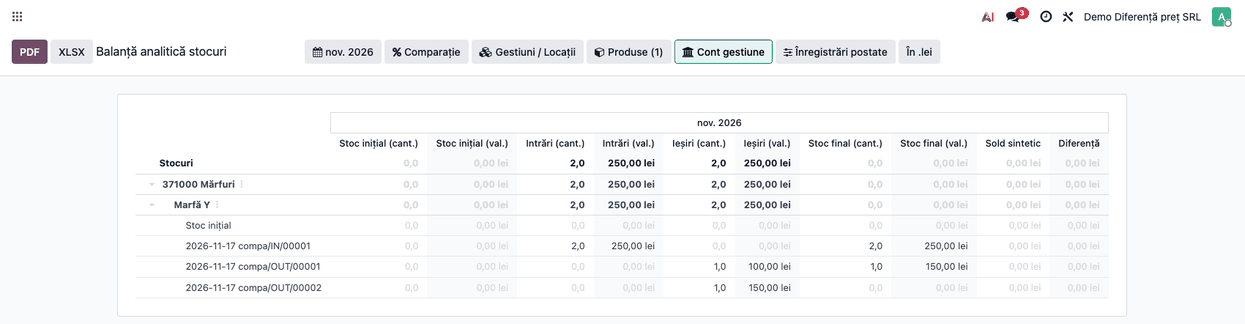 AI 3 Demo Diferență preț SRL A
PDF XLSX Balanță analitică stocuri nov. 2026 % Comparație Gestiuni / Locații Produse (1) Cont gestiune Înregistrări postate În .lei
nov. 2026
Stoc inițial (cant.) Stoc inițial (val.) Intrări (cant.) Intrări (val.) Ieșiri (cant.) Ieșiri (val.) Stoc final (cant.) Stoc final (val.) Sold sintetic Diferență
Stocuri 0,0 0,00 lei 2,0 250,00 lei 2,0 250,00 lei 0,0 0,00 lei 0,00 lei 0,00 lei
371000 Mărfuri 0,0 0,00 lei 2,0 250,00 lei 2,0 250,00 lei 0,0 0,00 lei 0,00 lei 0,00 lei
Marfă Y 0,0 0,00 lei 2,0 250,00 lei 2,0 250,00 lei 0,0 0,00 lei 0,00 lei 0,00 lei
Stoc inițial 0,0 0,00 lei 0,0 0,00 lei 0,0 0,00 lei 0,0 0,00 lei 0,00 lei 0,00 lei
2026-11-17 compa/IN/00001 0,0 0,00 lei 2,0 250,00 lei 0,0 0,00 lei 2,0 250,00 lei 0,00 lei 0,00 lei
2026-11-17 compa/OUT/00001 0,0 0,00 lei 0,0 0,00 lei 1,0 100,00 lei 1,0 150,00 lei 0,00 lei 0,00 lei
2026-11-17 compa/OUT/00002 0,0 0,00 lei 0,0 0,00 lei 1,0 150,00 lei 0,0 0,00 lei 0,00 lei 0,00 lei